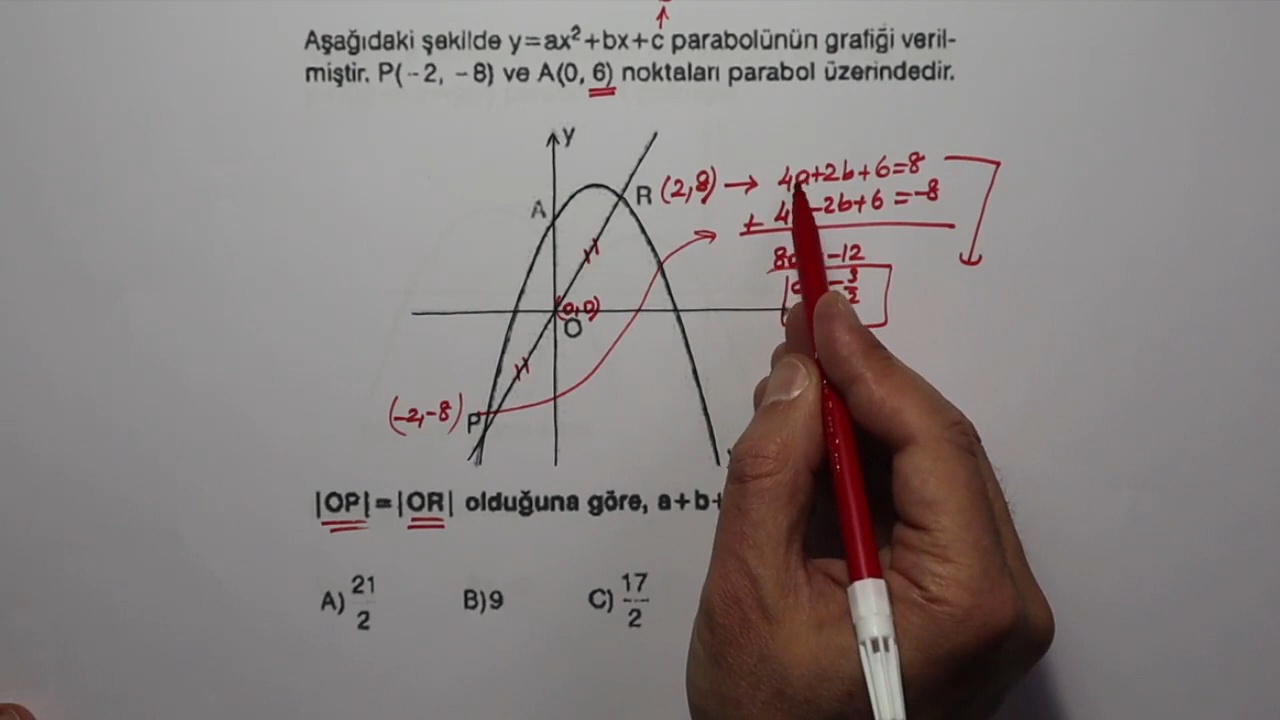 Aşağıdaki şekilde y=ax²+bx+c parabolünün grafiği veril-
miştir. P(-2, -8) ve A(0, 6) noktaları parabol üzerindedir.
y
A
R (2,8) → 4a+2b+6=8
-2b+6=-8
+
-12
(0,0)
O
(-2,-8)
P
|OP|=|OR| olduğuna göre, a+b+
A) 21/2
B) 9
C) 17/2